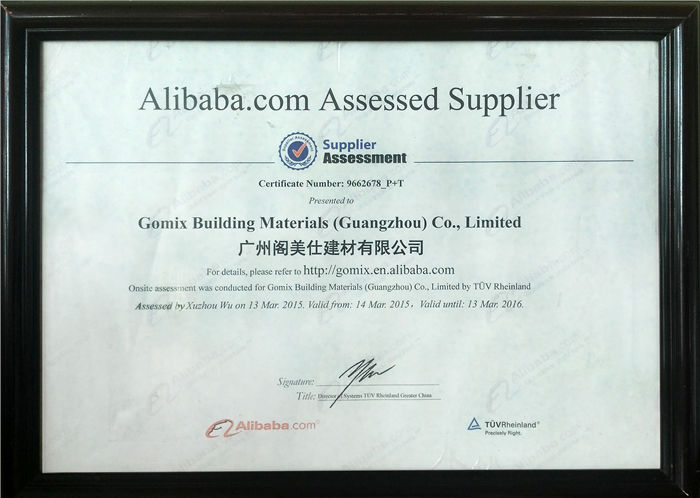 Alibaba.com Assessed Supplier
Supplier
Assessment
Certificate Number: 9662678_P+T
Presented to
Gomix Building Materials (Guangzhou) Co., Limited
广州阁美仕建材有限公司
For details, please refer to http://gomix.en.alibaba.com
Onsite assessment was conducted for Gomix Building Materials (Guangzhou) Co., Limited by TÜV Rheinland
Assessed by Xuzhou Wu on 13 Mar. 2015. Valid from: 14 Mar. 2015，Valid until: 13 Mar. 2016.
Signature:
Title: Director of Systems TÜV Rheinland Greater China
Alibaba.com®
TÜVRheinland®
Precisely Right.